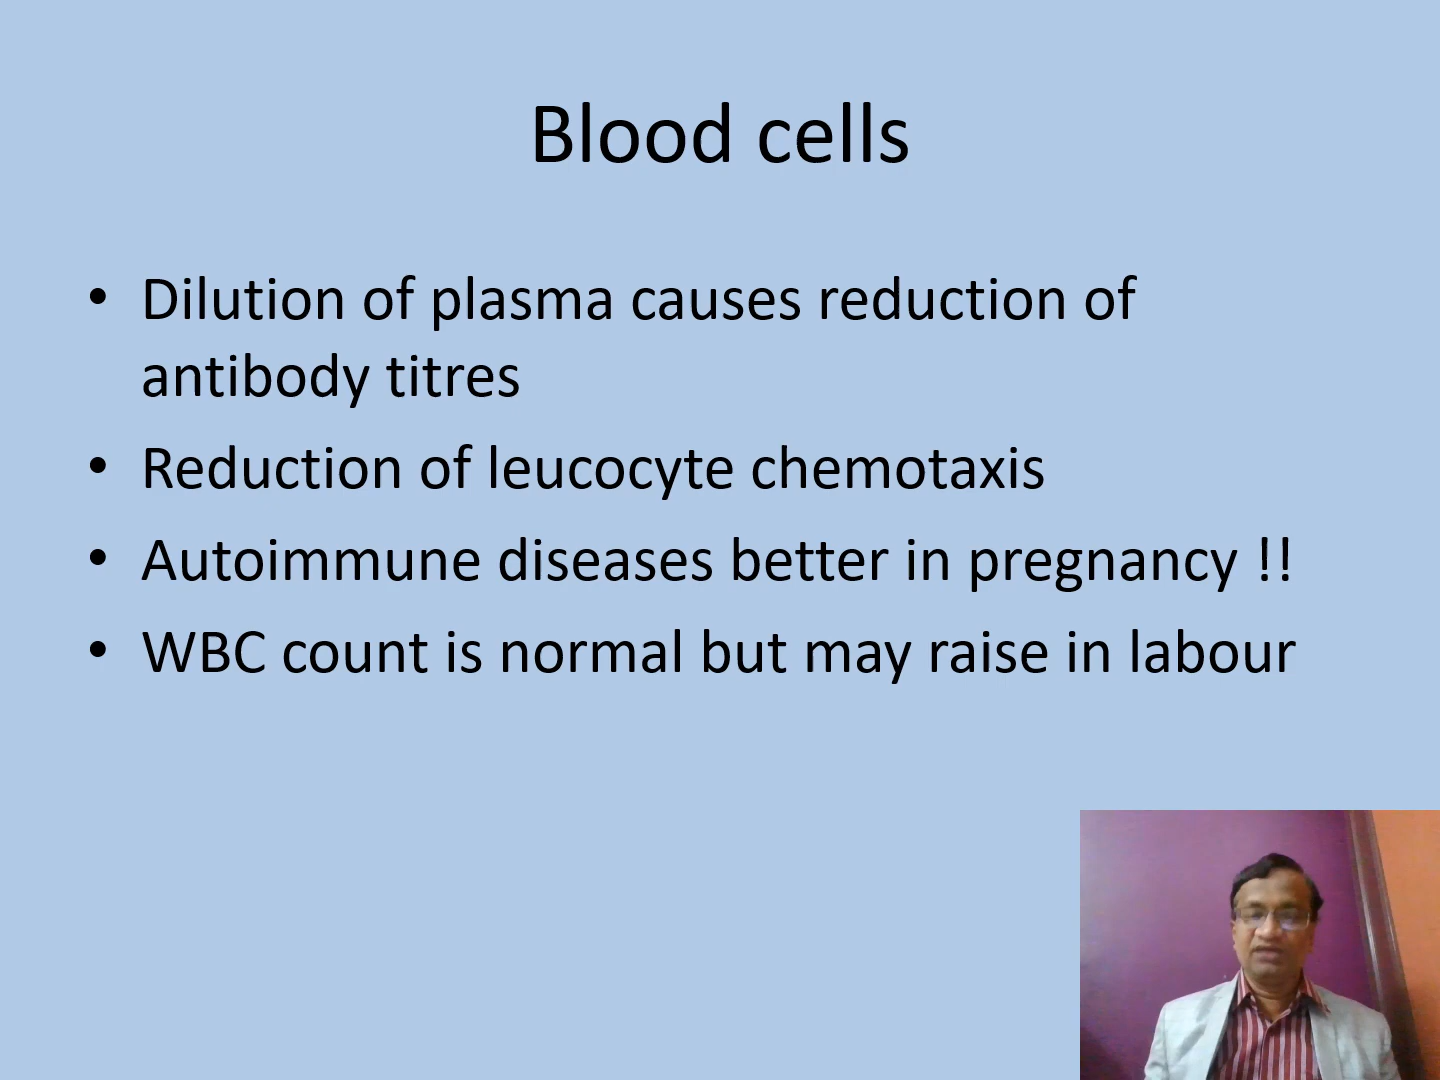 Blood cells
• Dilution of plasma causes reduction of
antibody titres
• Reduction of leucocyte chemotaxis
• Autoimmune diseases better in pregnancy !!
• WBC count is normal but may raise in labour